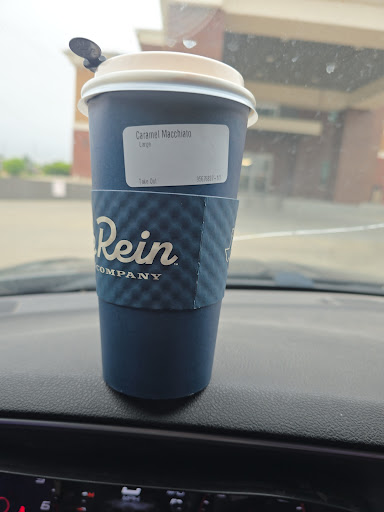 Caramel Macchiato
Large
Take Out
Rein
COMPANY